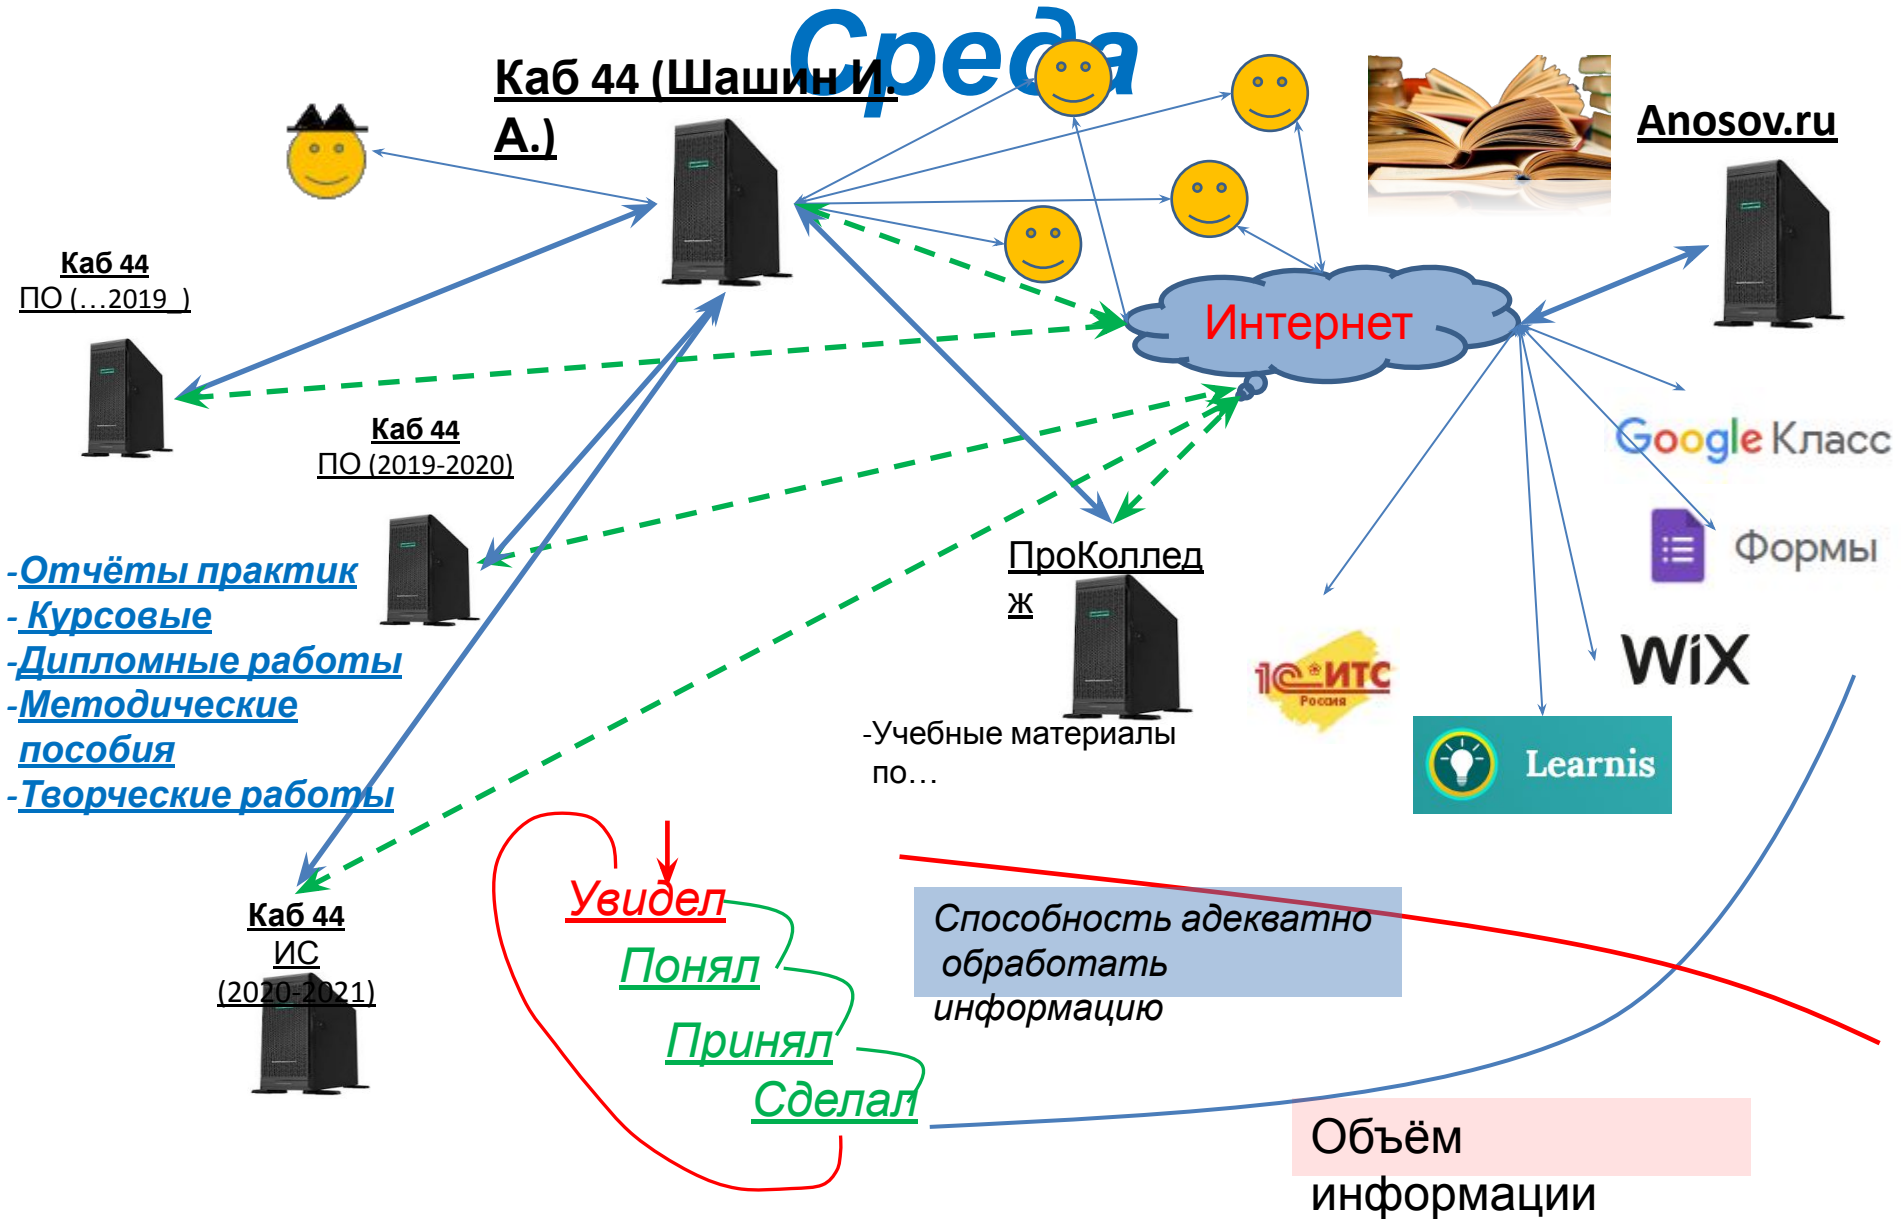 Среда
Каб 44 (Шашин И.
А.)
Anosov.ru
Каб 44
ПО (…2019_)
Интернет
Каб 44
ПО (2019-2020)
Google Класс
Формы
-Отчёты практик
- Курсовые
-Дипломные работы
-Методические
пособия
-Творческие работы
ПроКоллед
ж
WiX
1С ИТС
Россия
-Учебные материалы
по…
Learnis
Каб 44
ИС
(2020-2021)
Увидел
Понял
Принял
Сделал
Способность адекватно
обработать
информацию
Объём
информации